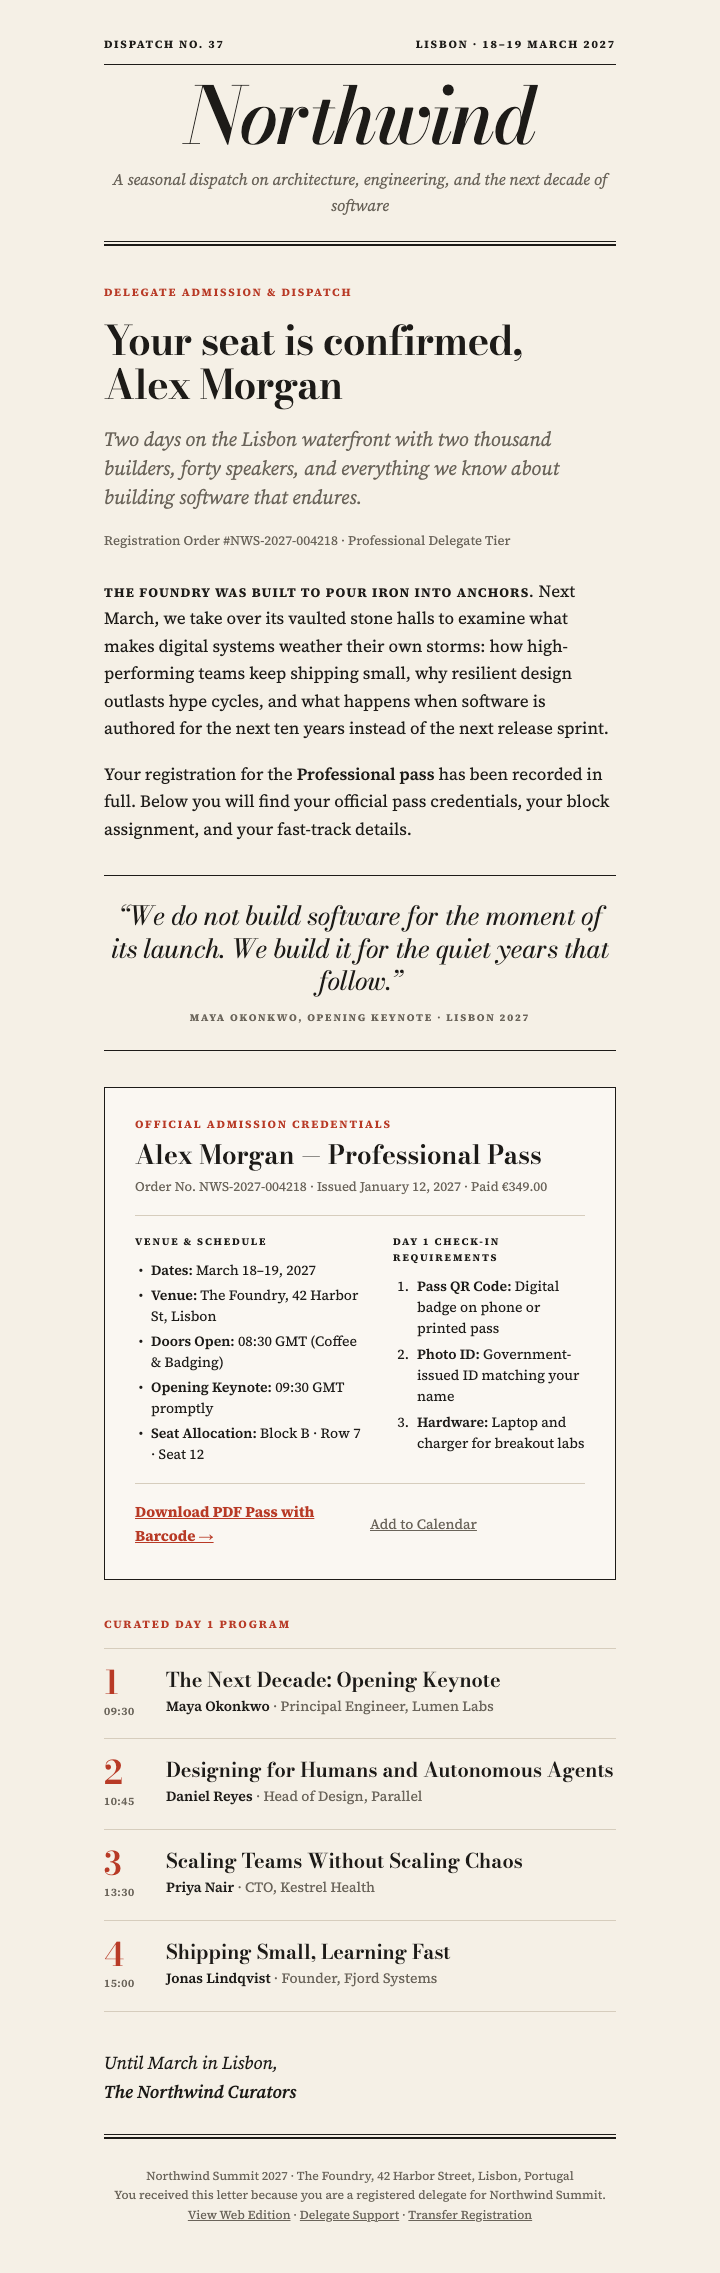 DISPATCH NO. 37
LISBON · 18–19 MARCH 2027
Northwind
A seasonal dispatch on architecture, engineering, and the next decade of
software
DELEGATE ADMISSION & DISPATCH
Your seat is confirmed,
Alex Morgan
Two days on the Lisbon waterfront with two thousand
builders, forty speakers, and everything we know about
building software that endures.
Registration Order #NWS-2027-004218 · Professional Delegate Tier
THE FOUNDRY WAS BUILT TO POUR IRON INTO ANCHORS. Next
March, we take over its vaulted stone halls to examine what
makes digital systems weather their own storms: how high-
performing teams keep shipping small, why resilient design
outlasts hype cycles, and what happens when software is
authored for the next ten years instead of the next release sprint.
Your registration for the Professional pass has been recorded in
full. Below you will find your official pass credentials, your block
assignment, and your fast-track details.
“We do not build software for the moment of
its launch. We build it for the quiet years that
follow.”
MAYA OKONKWO, OPENING KEYNOTE · LISBON 2027
OFFICIAL ADMISSION CREDENTIALS
Alex Morgan — Professional Pass
Order No. NWS-2027-004218 · Issued January 12, 2027 · Paid €349.00
VENUE & SCHEDULE
• Dates: March 18–19, 2027
• Venue: The Foundry, 42 Harbor
St, Lisbon
• Doors Open: 08:30 GMT (Coffee
& Badging)
• Opening Keynote: 09:30 GMT
promptly
• Seat Allocation: Block B · Row 7
· Seat 12
DAY 1 CHECK-IN
REQUIREMENTS
1. Pass QR Code: Digital
badge on phone or
printed pass
2. Photo ID: Government-
issued ID matching your
name
3. Hardware: Laptop and
charger for breakout labs
Download PDF Pass with
Barcode →
Add to Calendar
CURATED DAY 1 PROGRAM
1
09:30
The Next Decade: Opening Keynote
Maya Okonkwo · Principal Engineer, Lumen Labs
2
10:45
Designing for Humans and Autonomous Agents
Daniel Reyes · Head of Design, Parallel
3
13:30
Scaling Teams Without Scaling Chaos
Priya Nair · CTO, Kestrel Health
4
15:00
Shipping Small, Learning Fast
Jonas Lindqvist · Founder, Fjord Systems
Until March in Lisbon,
The Northwind Curators
Northwind Summit 2027 · The Foundry, 42 Harbor Street, Lisbon, Portugal
You received this letter because you are a registered delegate for Northwind Summit.
View Web Edition · Delegate Support · Transfer Registration